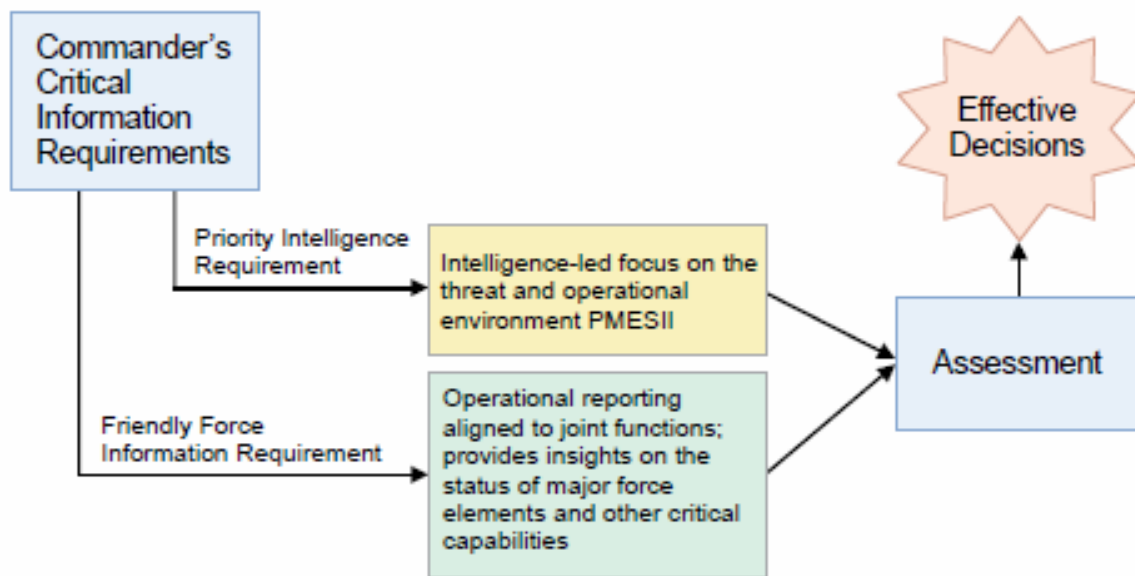 Commander's
Critical
Information
Requirements
Effective
Decisions
Priority Intelligence
Requirement
Intelligence-led focus on the
threat and operational
environment PMESII
Assessment
Friendly Force
Information Requirement
Operational reporting
aligned to joint functions;
provides insights on the
status of major force
elements and other critical
capabilities